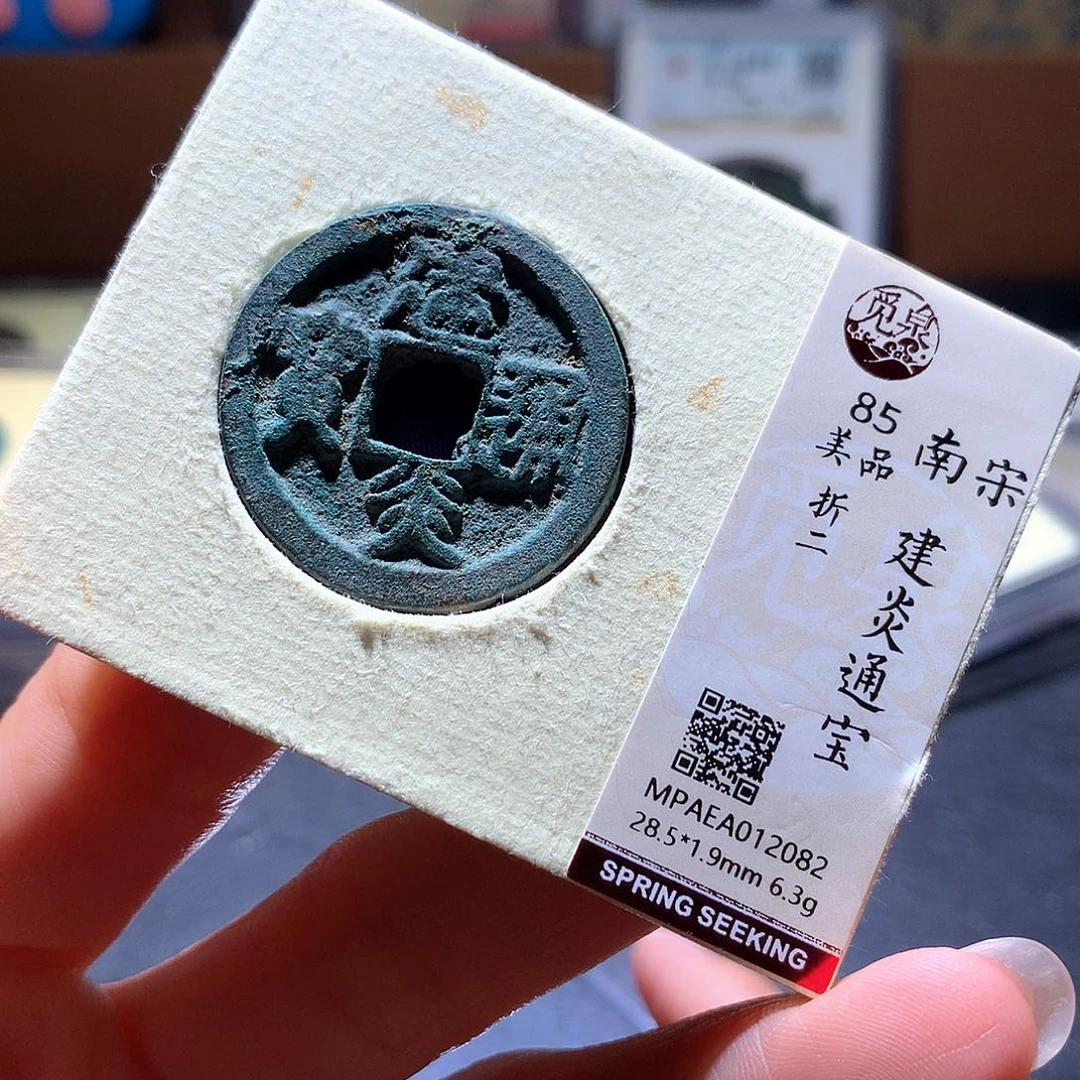 建炎通寶
觅泉
85
美品
折二
南宋
建炎通宝
MPAEA012082
28.5*1.9mm 6.3g
SPRING SEEKING